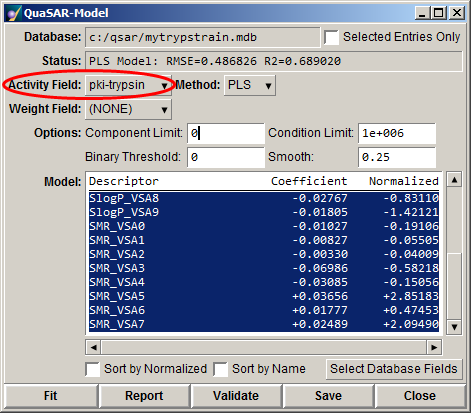 QuaSAR-Model
Database: c:/qsar/mytrypstrain.mdb Selected Entries Only
Status: PLS Model: RMSE=0.486826 R2=0.689020
Activity Field: pki-trypsin Method: PLS
Weight Field: (NONE)
Options: Component Limit: 0 Condition Limit: 1e+006
Binary Threshold: 0 Smooth: 0.25
Model: Descriptor Coefficient Normalized
SlogP_VSA8 -0.02767 -0.83110
SlogP_VSA9 -0.01805 -1.42121
SMR_VSA0 -0.01027 -0.19106
SMR_VSA1 -0.00827 -0.05505
SMR_VSA2 -0.00330 -0.04009
SMR_VSA3 -0.06986 -0.58218
SMR_VSA4 -0.03085 -0.15056
SMR_VSA5 +0.03656 +2.85183
SMR_VSA6 +0.01777 +0.47453
SMR_VSA7 +0.02489 +2.09490
Sort by Normalized Sort by Name Select Database Fields
Fit Report Validate Save Close